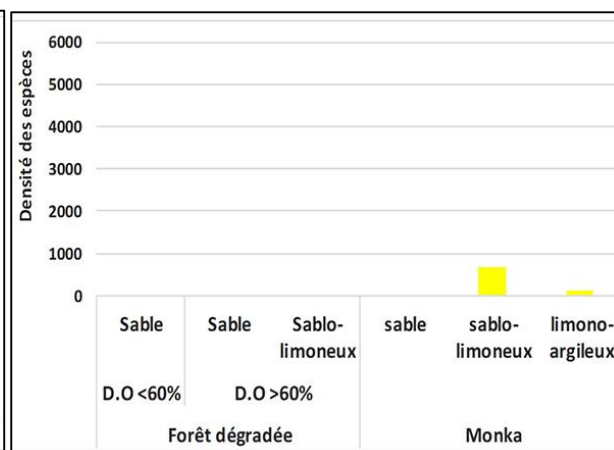 Densité des espèces
6000
5000
4000
3000
2000
1000
0
Sable Sable Sablo- sable sablo- limono-
limoneux limoneux argileux
D.O <60% D.O >60%
Forêt dégradée Monka